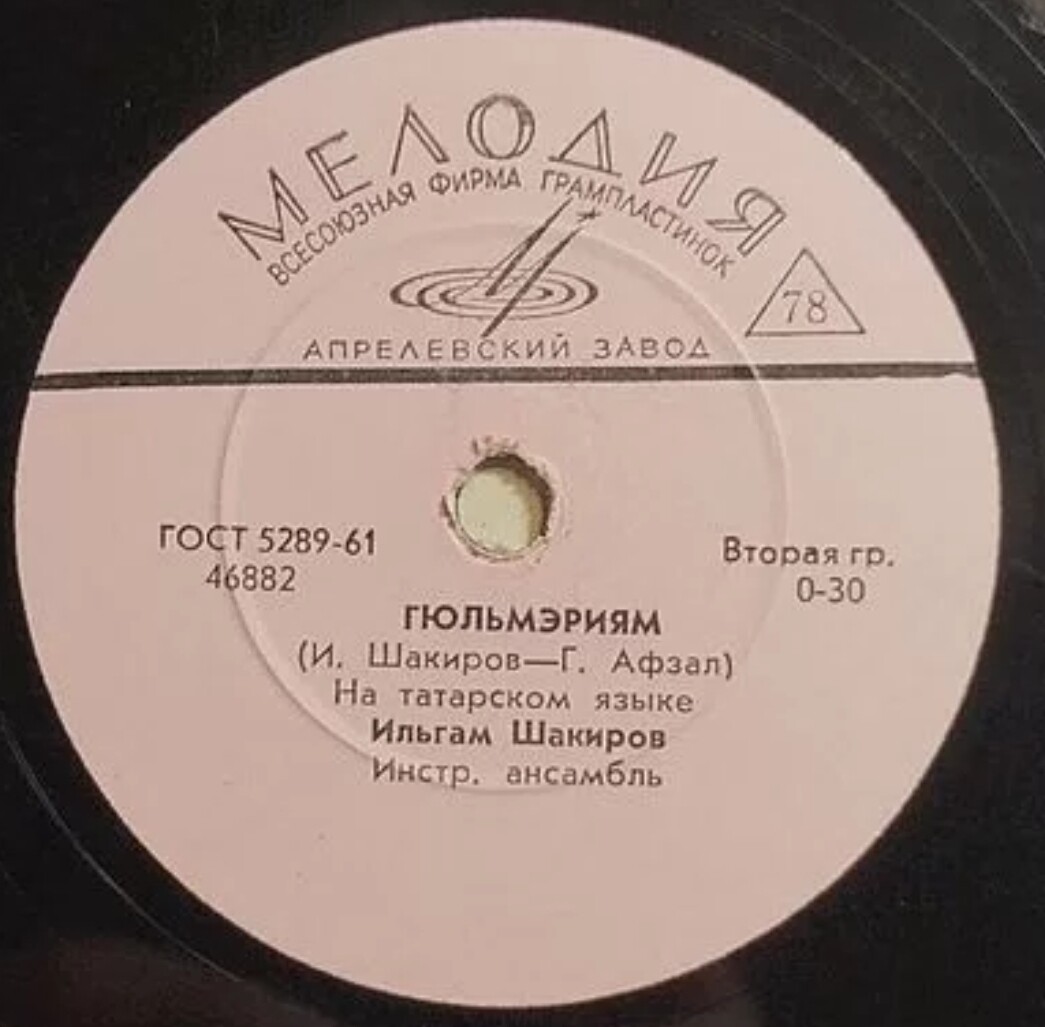 МЕЛОДИЯ
ВСЕСОЮЗНАЯ ФИРМА ГРАМПЛАСТИНОК
78
АПРЕЛЕВСКИЙ ЗАВОД
ГОСТ 5289-61
46882
Вторая гр.
0-30
ГЮЛЬМЭРИЯМ
(И. Шакиров—Г. Афзал)
На татарском языке
Ильгам Шакиров
Инстр. ансамбль